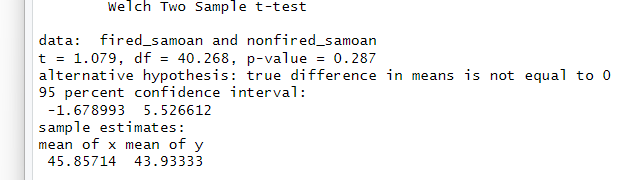 Welch Two Sample t-test
data:  fired_samoan and nonfired_samoan
t = 1.079, df = 40.268, p-value = 0.287
alternative hypothesis: true difference in means is not equal to 0
95 percent confidence interval:
 -1.678993  5.526612
sample estimates:
mean of x mean of y
 45.85714  43.93333